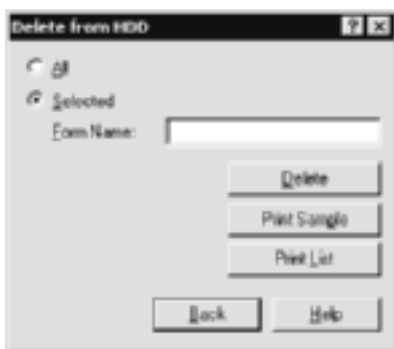 Delete from HDD
All
Selected
Form Name:
Delete
Print Sample
Print List
Back
Help